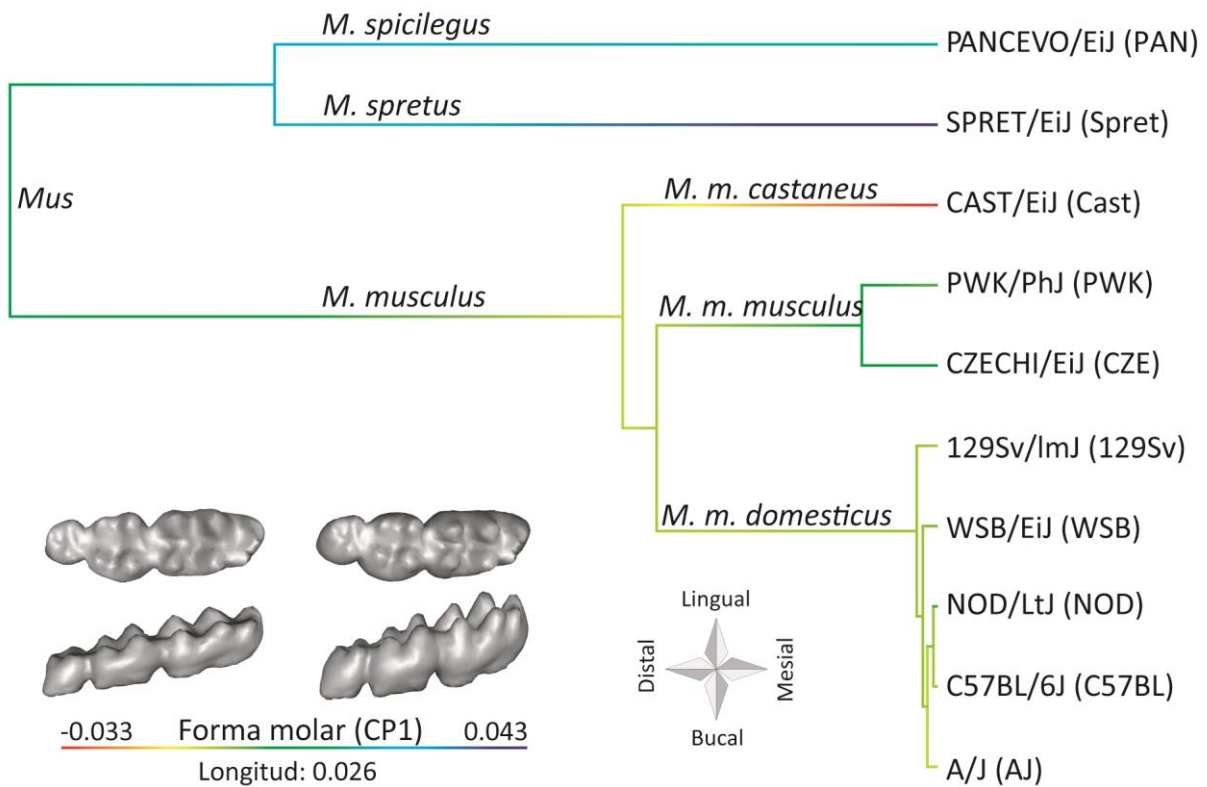 M. spicilegus
PANCEVO/EiJ (PAN)
M. spretus
SPRET/EiJ (Spret)
Mus
M. m. castaneus
CAST/EiJ (Cast)
M. musculus
M. m. musculus
PWK/PhJ (PWK)
CZECHI/EiJ (CZE)
129Sv/ImJ (129Sv)
M. m. domesticus
WSB/EiJ (WSB)
NOD/LtJ (NOD)
C57BL/6J (C57BL)
A/J (AJ)
Lingual
Distal
Mesial
Bucal
-0.033 Forma molar (CP1) 0.043
Longitud: 0.026